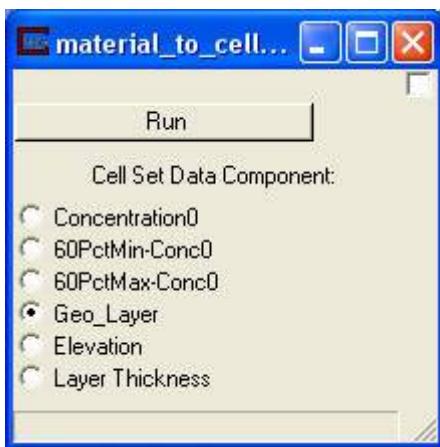 material_to_cell...
Run
Cell Set Data Component:
Concentration0
60PctMin-Conc0
60PctMax-Conc0
Geo_Layer
Elevation
Layer Thickness